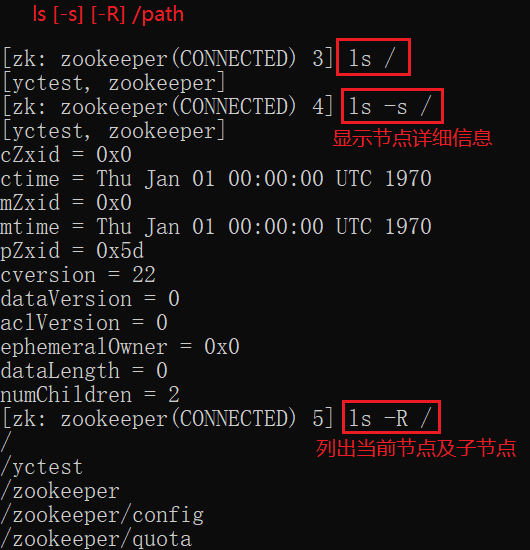 ls [-s] [-R] /path
[zk: zookeeper(CONNECTED) 3] ls /
[yctest, zookeeper]
[zk: zookeeper(CONNECTED) 4] ls -s /
[yctest, zookeeper]
显示节点详细信息
cZxid = 0x0
ctime = Thu Jan 01 00:00:00 UTC 1970
mZxid = 0x0
mtime = Thu Jan 01 00:00:00 UTC 1970
pZxid = 0x5d
cversion = 22
dataVersion = 0
aclVersion = 0
ephemeralOwner = 0x0
dataLength = 0
numChildren = 2
[zk: zookeeper(CONNECTED) 5] ls -R /
/
列出当前节点及子节点
/yctest
/zookeeper
/zookeeper/config
/zookeeper/quota